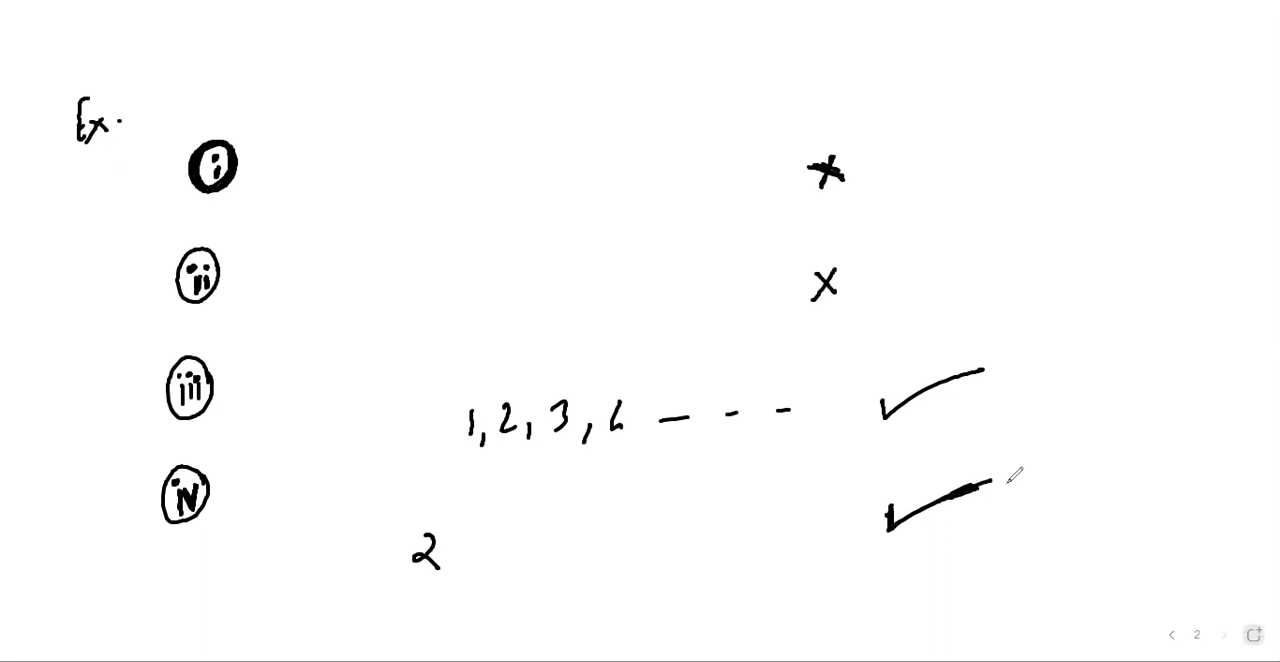 Ex.
i ×
ii ×
iii
1, 2, 3, 4 - - - ✓
iv ✓
2
2